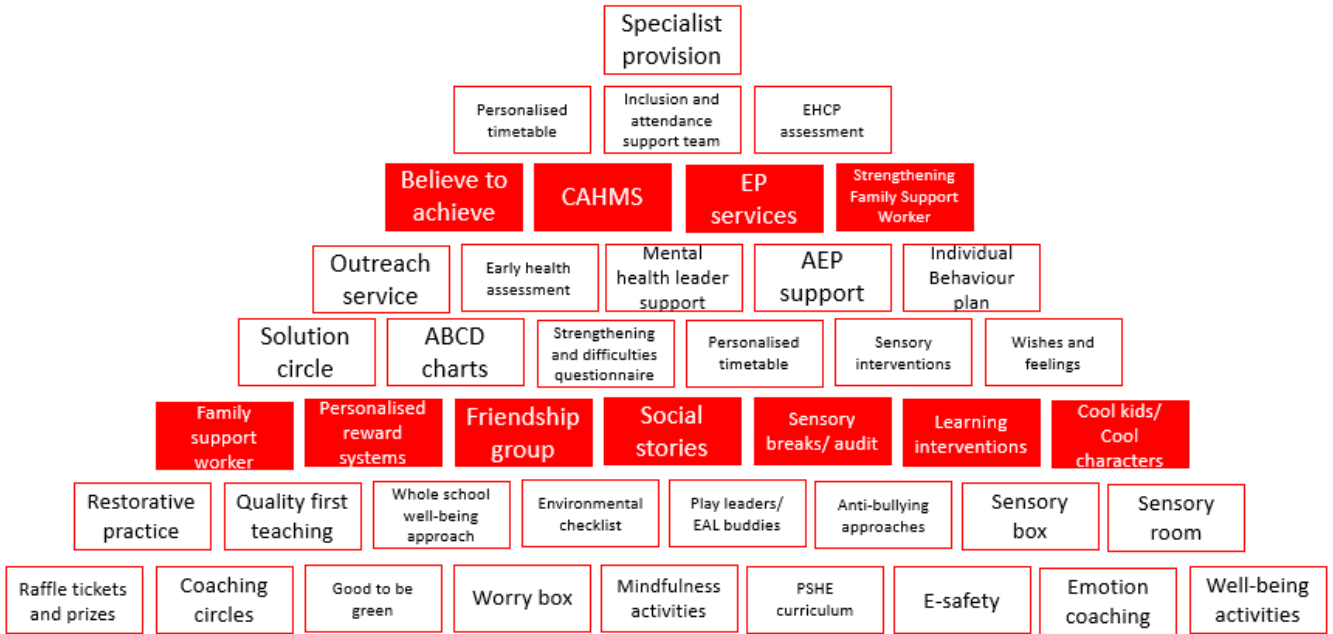 Specialist
provision
Personalised
timetable
Inclusion and
attendance
support team
EHCP
assessment
Believe to
achieve
CAHMS
EP
services
Strengthening
Family Support
Worker
Outreach
service
Early health
assessment
Mental
health leader
support
AEP
support
Individual
Behaviour
plan
Solution
circle
ABCD
charts
Strengthening
and difficulties
questionnaire
Personalised
timetable
Sensory
interventions
Wishes and
feelings
Family
support
worker
Personalised
reward
systems
Friendship
group
Social
stories
Sensory
breaks/ audit
Learning
interventions
Cool kids/
Cool
characters
Restorative
practice
Quality first
teaching
Whole school
well-being
approach
Environmental
checklist
Play leaders/
EAL buddies
Anti-bullying
approaches
Sensory
box
Sensory
room
Raffle tickets
and prizes
Coaching
circles
Good to be
green
Worry box
Mindfulness
activities
PSHE
curriculum
E-safety
Emotion
coaching
Well-being
activities